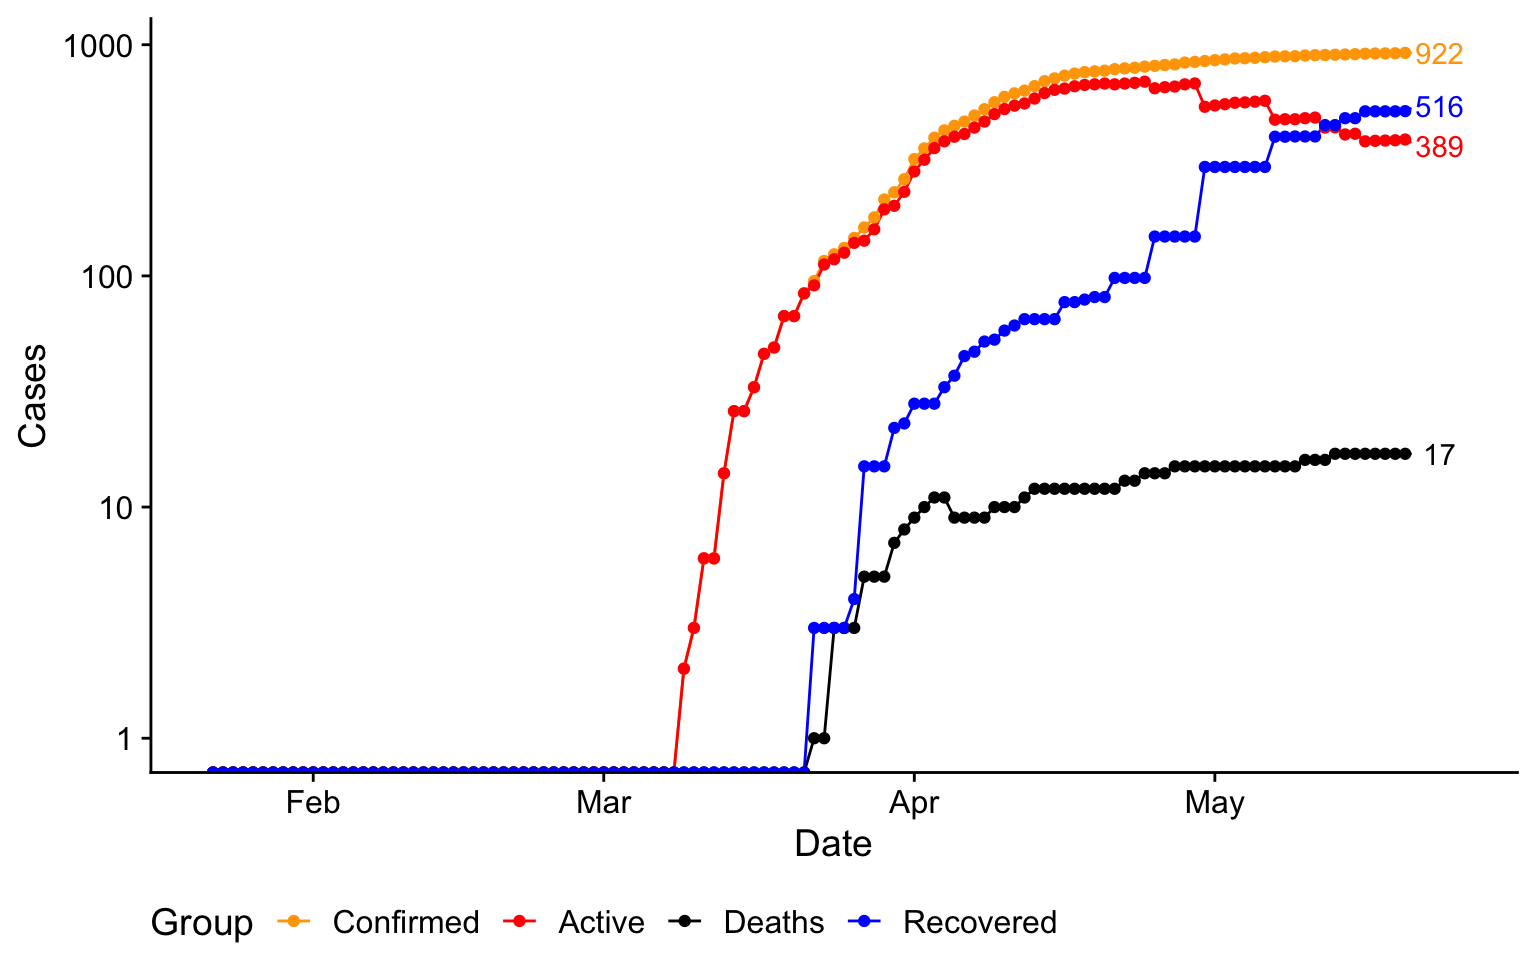 1000
922
516
389
100
Cases
10
17
1
Feb Mar Apr May
Date
Group Confirmed Active Deaths Recovered